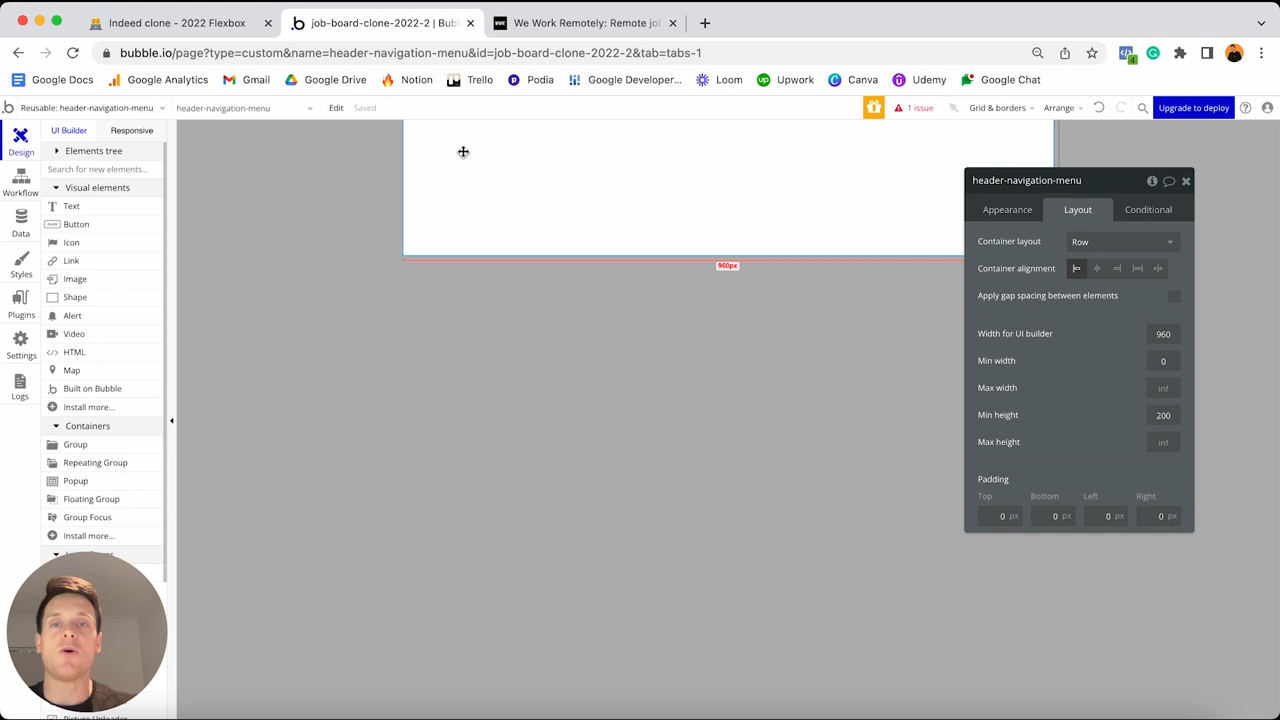 Indeed clone - 2022 Flexbox
job-board-clone-2022-2 | Bubl
We Work Remotely: Remote jo
bubble.io/page?type=custom&name=header-navigation-menu&id=job-board-clone-2022-2&tab=tabs-1
Google Docs
Google Analytics
Gmail
Google Drive
Notion
Trello
Podia
Google Developer...
Loom
Upwork
Canva
Udemy
Google Chat
Reusable: header-navigation-menu
header-navigation-menu
Edit
Saved
1 issue
Grid & borders
Arrange
Upgrade to deploy
Design
Workflow
Data
Styles
Plugins
Settings
Logs
UI Builder
Responsive
Elements tree
Search for new elements...
Visual elements
Text
Button
Icon
Link
Image
Shape
Alert
Video
HTML
Map
Built on Bubble
Install more...
Containers
Group
Repeating Group
Popup
Floating Group
Group Focus
Install more...
Picture Uploader
960px
header-navigation-menu
Appearance
Layout
Conditional
Container layout
Row
Container alignment
Apply gap spacing between elements
Width for UI builder
960
Min width
0
Max width
inf
Min height
200
Max height
inf
Padding
Top Bottom Left Right
0 px 0 px 0 px 0 px